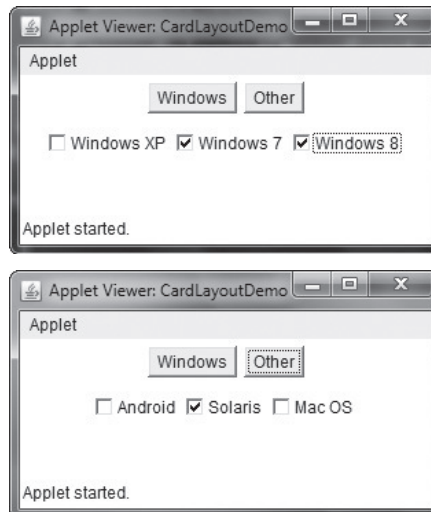 Applet Viewer: CardLayoutDemo
Applet
Windows Other
Windows XP Windows 7 Windows 8
Applet started.
Applet Viewer: CardLayoutDemo
Applet
Windows Other
Android Solaris Mac OS
Applet started.